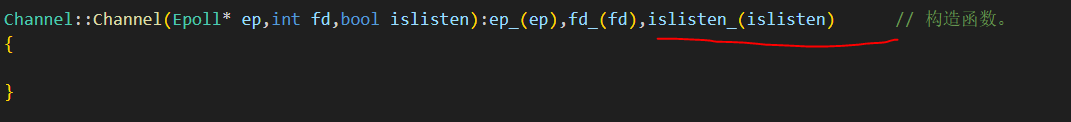 Channel::Channel(Epoll* ep,int fd,bool islisten):ep_(ep),fd_(fd),islisten_(islisten)      // 构造函数。
{
}